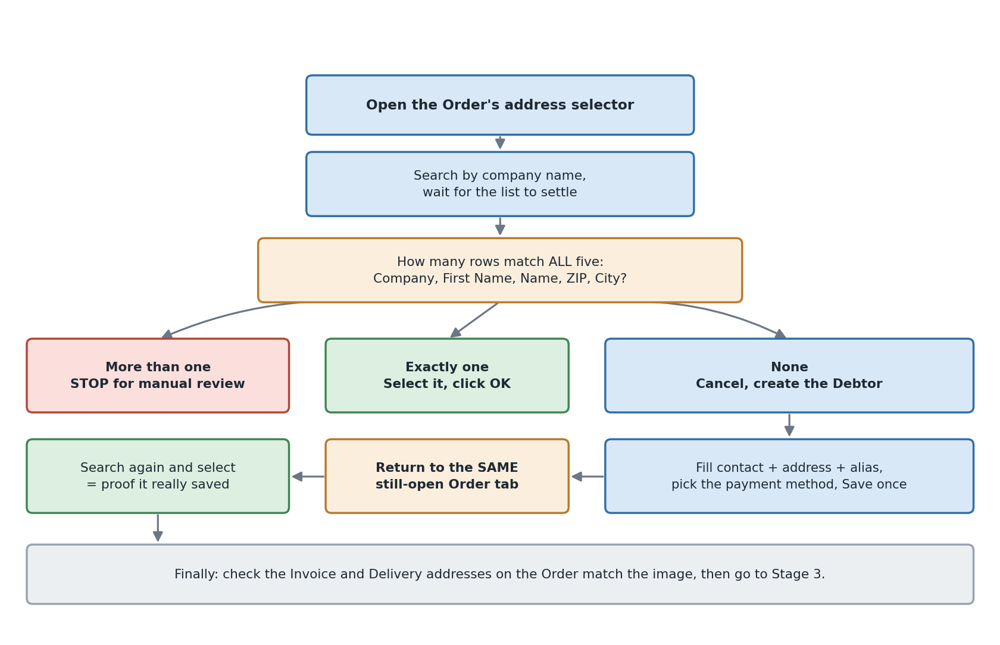 Open the Order's address selector
Search by company name,
wait for the list to settle
How many rows match ALL five:
Company, First Name, Name, ZIP, City?
More than one
STOP for manual review
Exactly one
Select it, click OK
None
Cancel, create the Debtor
Search again and select
= proof it really saved
Return to the SAME
still-open Order tab
Fill contact + address + alias,
pick the payment method, Save once
Finally: check the Invoice and Delivery addresses on the Order match the image, then go to Stage 3.